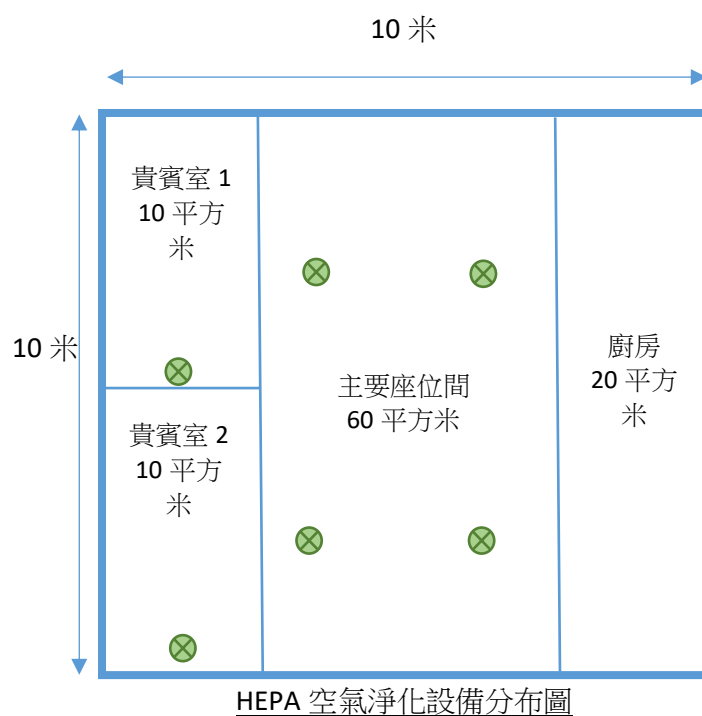 10 米
貴賓室 1
10 平方
米
10 米
主要座位間
60 平方米
廚房
20 平方
米
貴賓室 2
10 平方
米
HEPA 空氣淨化設備分布圖